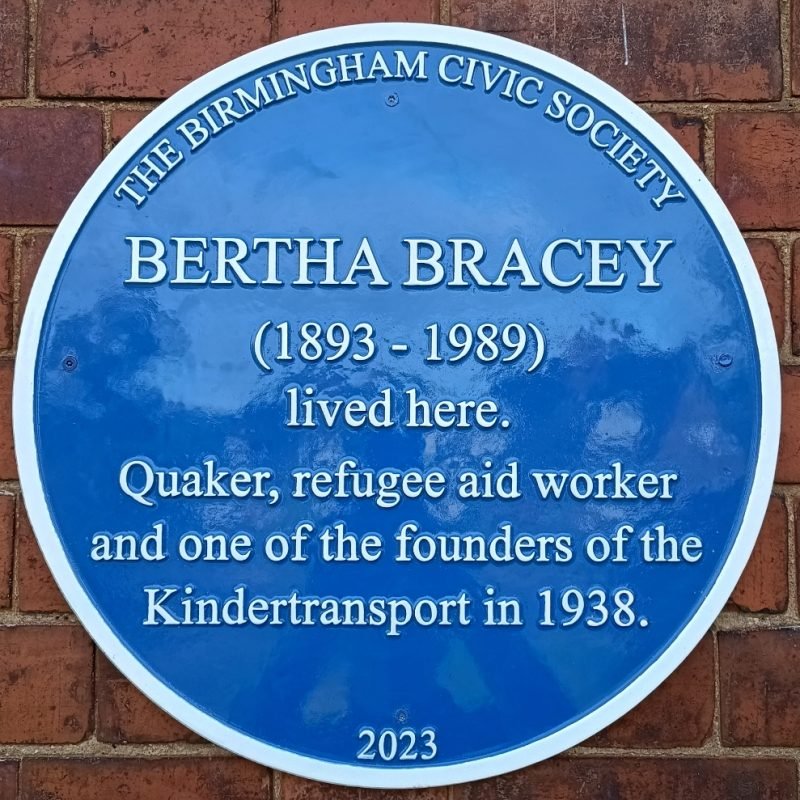 THE BIRMINGHAM CIVIC SOCIETY
BERTHA BRACEY
(1893 - 1989)
lived here.
Quaker, refugee aid worker
and one of the founders of the
Kindertransport in 1938.
2023